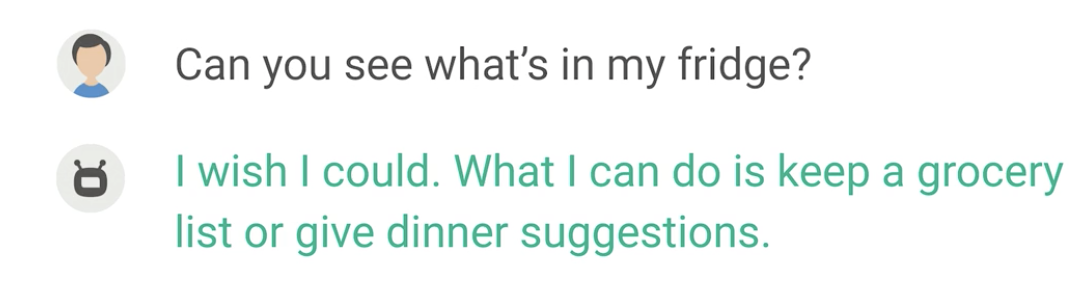 Can you see what’s in my fridge?
I wish I could. What I can do is keep a grocery
list or give dinner suggestions.